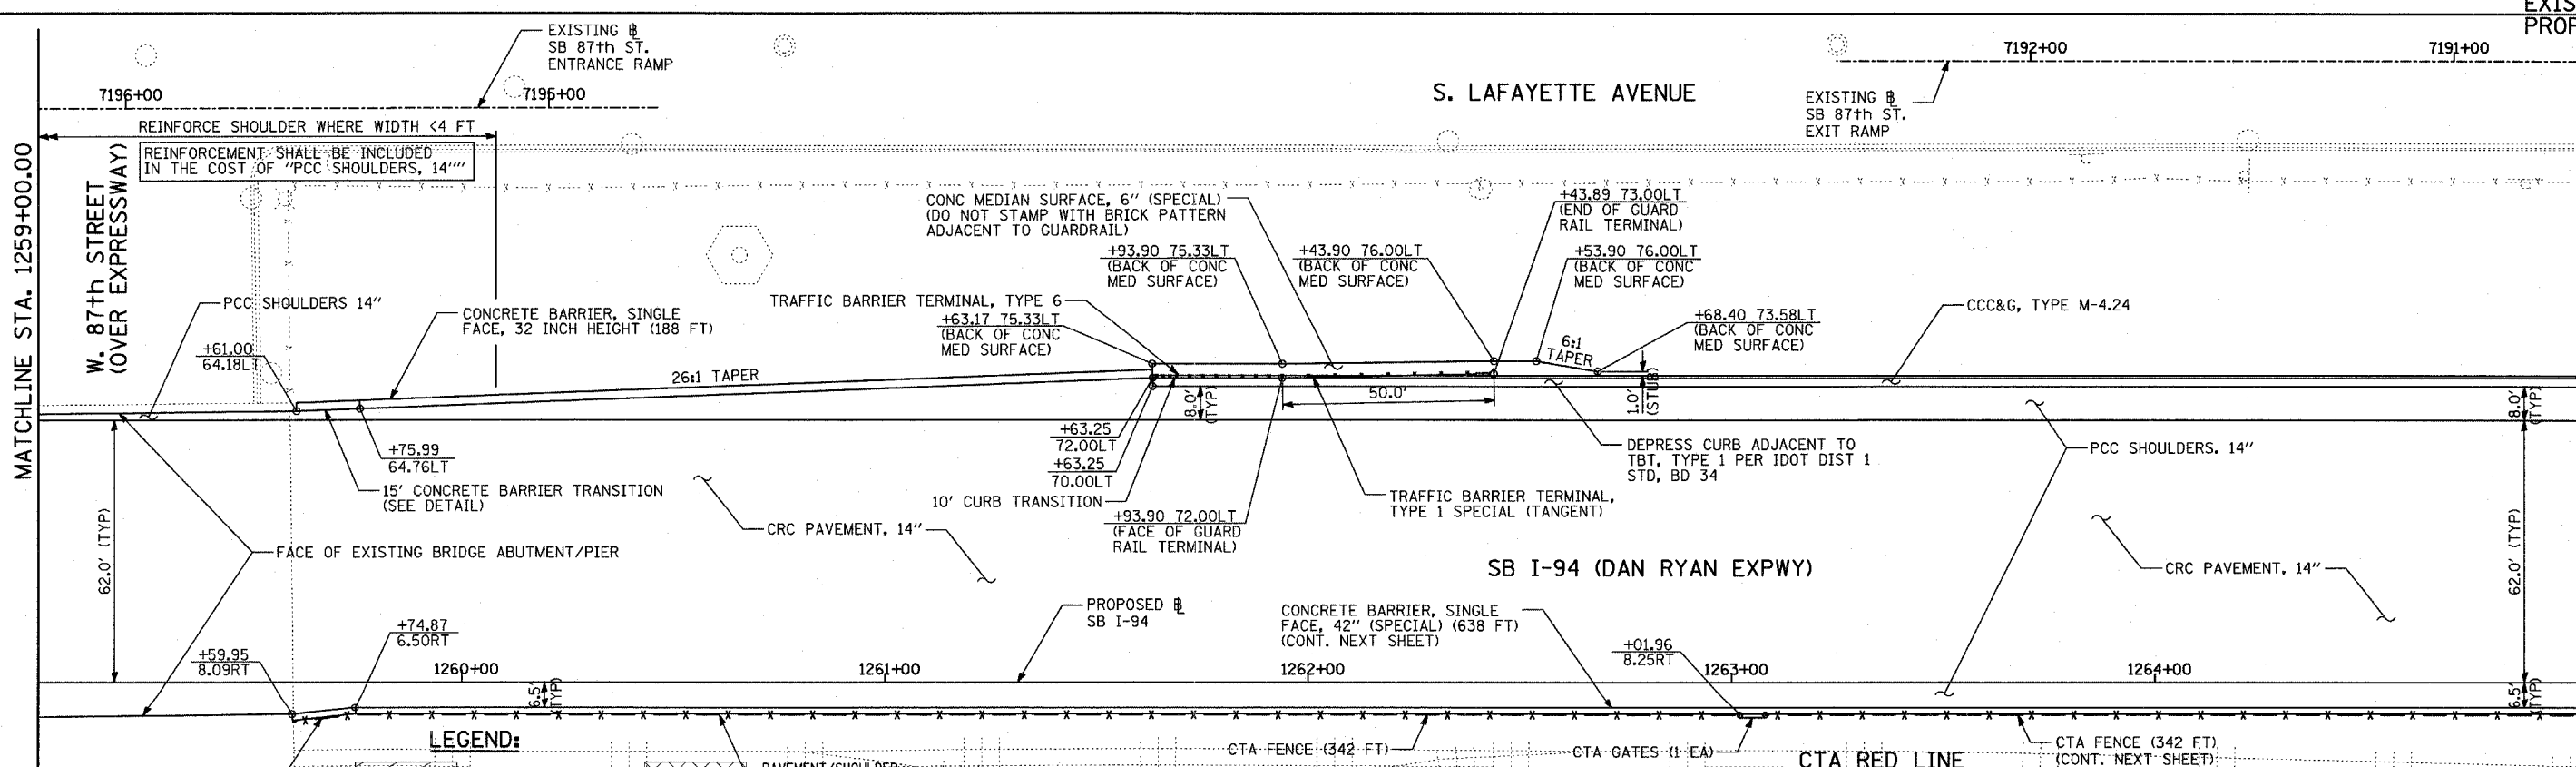 EXIS
PROF
EXISTING ℄
SB 87th ST.
ENTRANCE RAMP
7196+00
7195+00
7192+00
7191+00
S. LAFAYETTE AVENUE
EXISTING ℄
SB 87th ST.
EXIT RAMP
REINFORCE SHOULDER WHERE WIDTH <4 FT
REINFORCEMENT SHALL BE INCLUDED
IN THE COST OF "PCC SHOULDERS, 14""
MATCHLINE STA. 1259+00.00
W. 87th STREET
(OVER EXPRESSWAY)
CONC MEDIAN SURFACE, 6" (SPECIAL)
(DO NOT STAMP WITH BRICK PATTERN
ADJACENT TO GUARDRAIL)
+43.89 73.00LT
(END OF GUARD
RAIL TERMINAL)
+93.90 75.33LT
(BACK OF CONC
MED SURFACE)
+43.90 76.00LT
(BACK OF CONC
MED SURFACE)
+53.90 76.00LT
(BACK OF CONC
MED SURFACE)
PCC SHOULDERS 14"
CONCRETE BARRIER, SINGLE
FACE, 32 INCH HEIGHT (188 FT)
TRAFFIC BARRIER TERMINAL, TYPE 6
+63.17 75.33LT
(BACK OF CONC
MED SURFACE)
+68.40 73.58LT
(BACK OF CONC
MED SURFACE)
CCC&G, TYPE M-4.24
+61.00
64.18LT
26:1 TAPER
6:1
TAPER
8.0'
(TYP)
50.0'
1.0'
(STUB)
8.0'
(TYP)
+75.99
64.76LT
+63.25
72.00LT
+63.25
70.00LT
DEPRESS CURB ADJACENT TO
TBT, TYPE 1 PER IDOT DIST 1
STD, BD 34
PCC SHOULDERS. 14"
15' CONCRETE BARRIER TRANSITION
(SEE DETAIL)
10' CURB TRANSITION
+93.90 72.00LT
(FACE OF GUARD
RAIL TERMINAL)
TRAFFIC BARRIER TERMINAL,
TYPE 1 SPECIAL (TANGENT)
CRC PAVEMENT, 14"
FACE OF EXISTING BRIDGE ABUTMENT/PIER
62.0' (TYP)
SB I-94 (DAN RYAN EXPWY)
CRC PAVEMENT, 14"
62.0' (TYP)
PROPOSED ℄
SB I-94
CONCRETE BARRIER, SINGLE
FACE, 42" (SPECIAL) (638 FT)
(CONT. NEXT SHEET)
+74.87
6.50RT
+59.95
8.09RT
+01.96
8.25RT
1260+00
1261+00
1262+00
1263+00
1264+00
6.5'
(TYP)
6.5'
(TYP)
LEGEND:
CTA FENCE (342 FT)
CTA GATES (1 EA)
CTA RED LINE
CTA FENCE (342 FT)
(CONT. NEXT SHEET)
PAVEMENT/SHOULDER